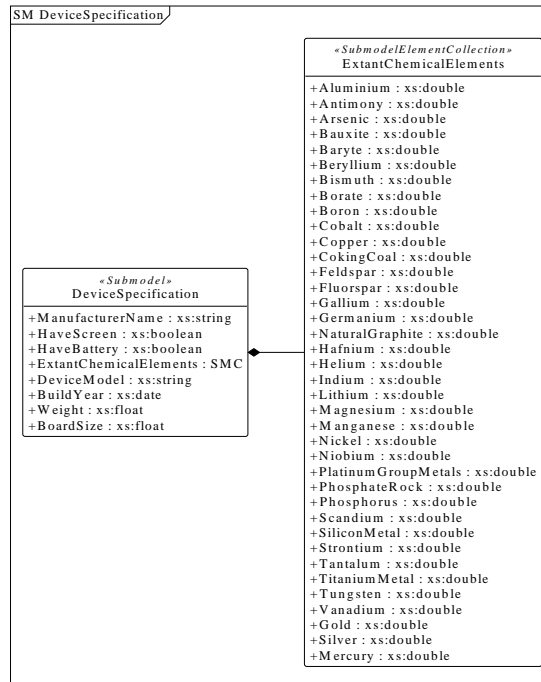 SM DeviceSpecification
«SubmodelElementCollection»
ExtantChemicalElements
+Aluminium : xs:double
+Antimony : xs:double
+Arsenic : xs:double
+Bauxite : xs:double
+Baryte : xs:double
+Beryllium : xs:double
+Bismuth : xs:double
+Borate : xs:double
+Boron : xs:double
+Cobalt : xs:double
+Copper : xs:double
+CokingCoal : xs:double
+Feldspar : xs:double
+Fluorspar : xs:double
+Gallium : xs:double
+Germanium : xs:double
+NaturalGraphite : xs:double
+Hafnium : xs:double
+Helium : xs:double
+Indium : xs:double
+Lithium : xs:double
+Magnesium : xs:double
+Manganese : xs:double
+Nickel : xs:double
+Niobium : xs:double
+PlatinumGroupMetals : xs:double
+PhosphateRock : xs:double
+Phosphorus : xs:double
+Scandium : xs:double
+SiliconMetal : xs:double
+Strontium : xs:double
+Tantalum : xs:double
+TitaniumMetal : xs:double
+Tungsten : xs:double
+Vanadium : xs:double
+Gold : xs:double
+Silver : xs:double
+Mercury : xs:double
«Submodel»
DeviceSpecification
+ManufacturerName : xs:string
+HaveScreen : xs:boolean
+HaveBattery : xs:boolean
+ExtantChemicalElements : SMC
+DeviceModel : xs:string
+BuildYear : xs:date
+Weight : xs:float
+BoardSize : xs:float